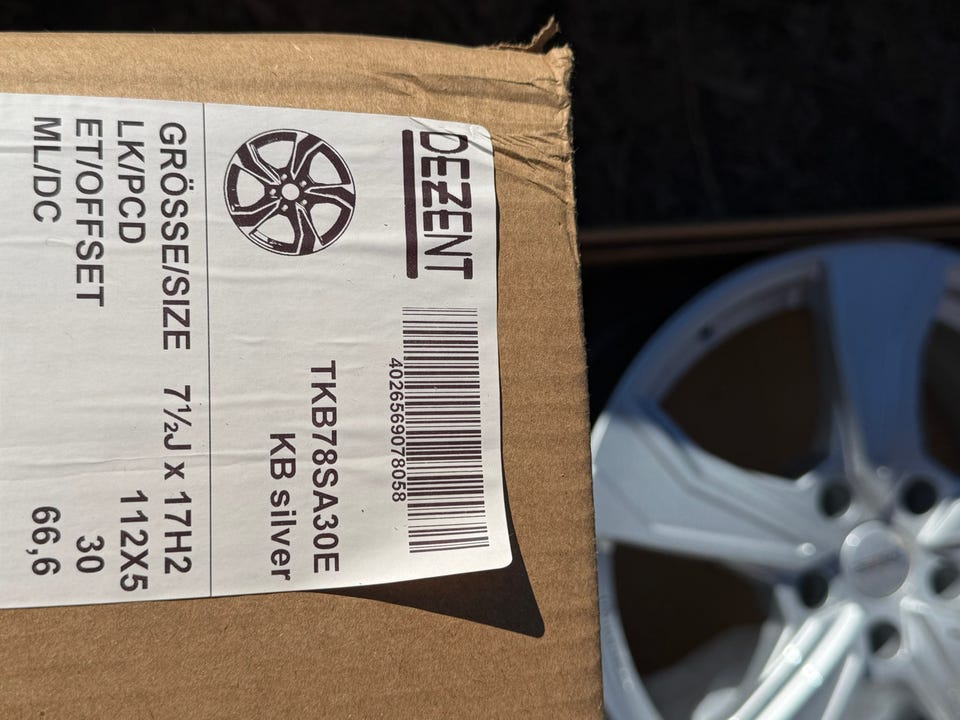 DEZENT
4026569078058
TKB78SA30E
KB silver
GRÖSSE/SIZE 7½J x 17H2
LK/PCD 112X5
ET/OFFSET 30
ML/DC 66,6